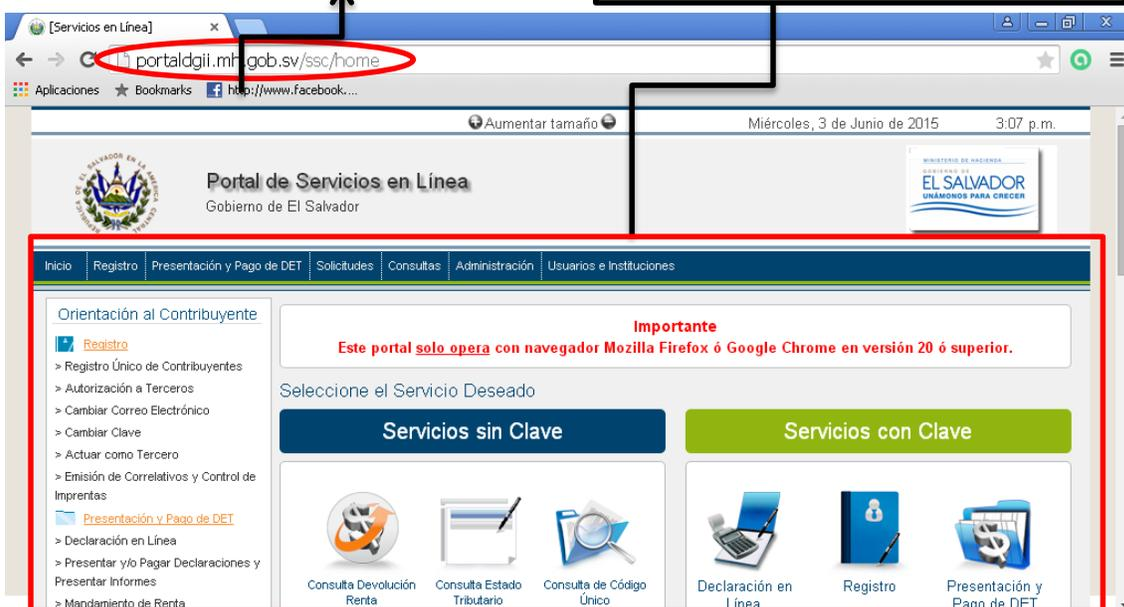 [Servicios en Línea]
portaldgii.mh.gob.sv/ssc/home
Aplicaciones Bookmarks http://www.facebook....
Aumentar tamaño Miércoles, 3 de Junio de 2015 3:07 p.m.
Portal de Servicios en Línea
Gobierno de El Salvador
MINISTERIO DE HACIENDA
GOBIERNO DE
EL SALVADOR
UNÁMONOS PARA CRECER
Inicio Registro Presentación y Pago de DET Solicitudes Consultas Administración Usuarios e Instituciones
Orientación al Contribuyente
Registro
> Registro Único de Contribuyentes
> Autorización a Terceros
> Cambiar Correo Electrónico
> Cambiar Clave
> Actuar como Tercero
> Emisión de Correlativos y Control de
Imprentas
Presentación y Pago de DET
> Declaración en Línea
> Presentar y/o Pagar Declaraciones y
Presentar Informes
> Mandamiento de Renta
Importante
Este portal solo opera con navegador Mozilla Firefox ó Google Chrome en versión 20 ó superior.
Seleccione el Servicio Deseado
Servicios sin Clave
Consulta Devolución
Renta
Consulta Estado
Tributario
Consulta de Código
Único
Servicios con Clave
Declaración en
Línea
Registro
Presentación y
Pago de DET